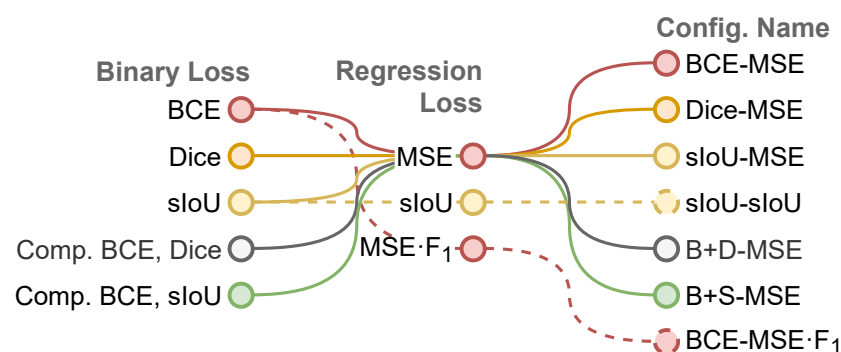 Binary Loss
BCE
Dice
sIoU
Comp. BCE, Dice
Comp. BCE, sIoU
Regression
Loss
MSE
sIoU
MSE·F₁
Config. Name
BCE-MSE
Dice-MSE
sIoU-MSE
sIoU-sIoU
B+D-MSE
B+S-MSE
BCE-MSE·F₁